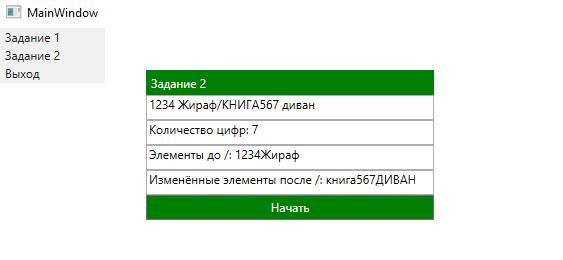 MainWindow
Задание 1
Задание 2
Выход
Задание 2
1234 Жираф/КНИГА567 диван
Количество цифр: 7
Элементы до /: 1234Жираф
Изменённые элементы после /: книга567ДИВАН
Начать